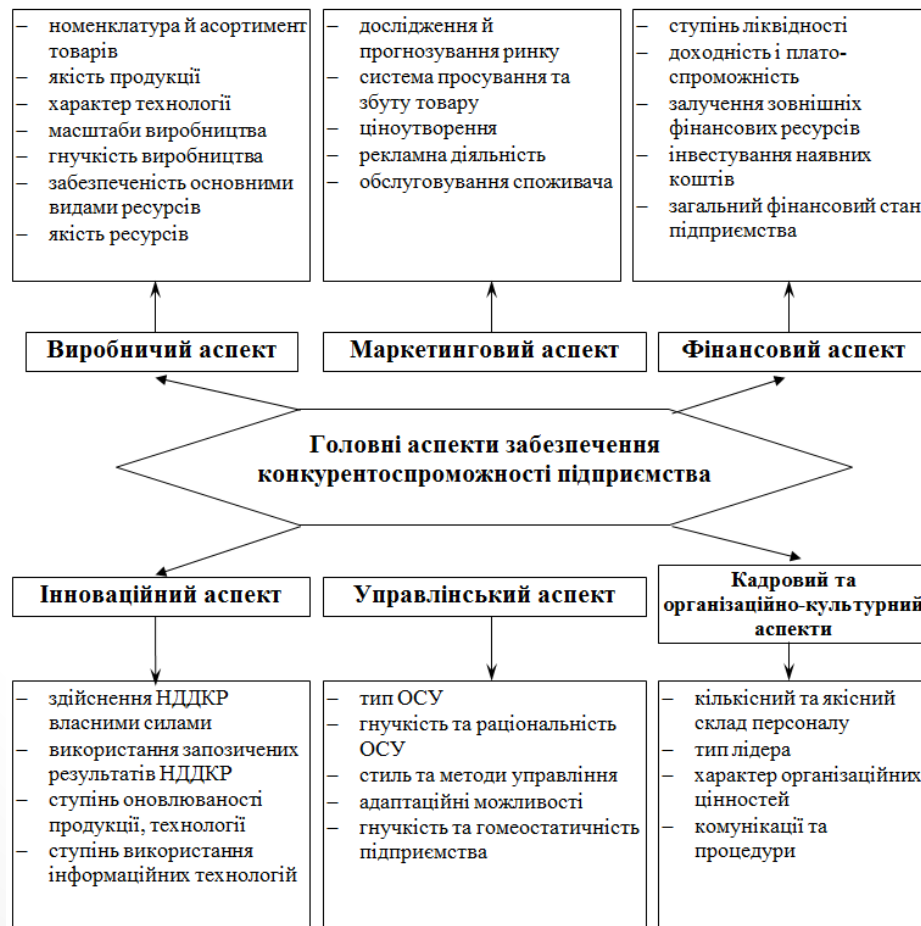 – номенклатура й асортимент
товарів
– якість продукції
– характер технології
– масштаби виробництва
– гнучкість виробництва
– забезпеченість основними
видами ресурсів
– якість ресурсів
– дослідження й
прогнозування ринку
– система просування та
збуту товару
– ціноутворення
– рекламна діяльність
– обслуговування споживача
– ступінь ліквідності
– доходність і плато-
спроможність
– залучення зовнішніх
фінансових ресурсів
– інвестування наявних
коштів
– загальний фінансовий стан
підприємства
Виробничий аспект
Маркетинговий аспект
Фінансовий аспект
Головні аспекти забезпечення
конкурентоспроможності підприємства
Інноваційний аспект
Управлінський аспект
Кадровий та
організаційно-культурний
аспекти
– здійснення НДДКР
власними силами
– використання запозичених
результатів НДДКР
– ступінь оновлюваності
продукції, технології
– ступінь використання
інформаційних технологій
– тип ОСУ
– гнучкість та раціональність
ОСУ
– стиль та методи управління
– адаптаційні можливості
– гнучкість та гомеостатичність
підприємства
– кількісний та якісний
склад персоналу
– тип лідера
– характер організаційних
цінностей
– комунікації та
процедури